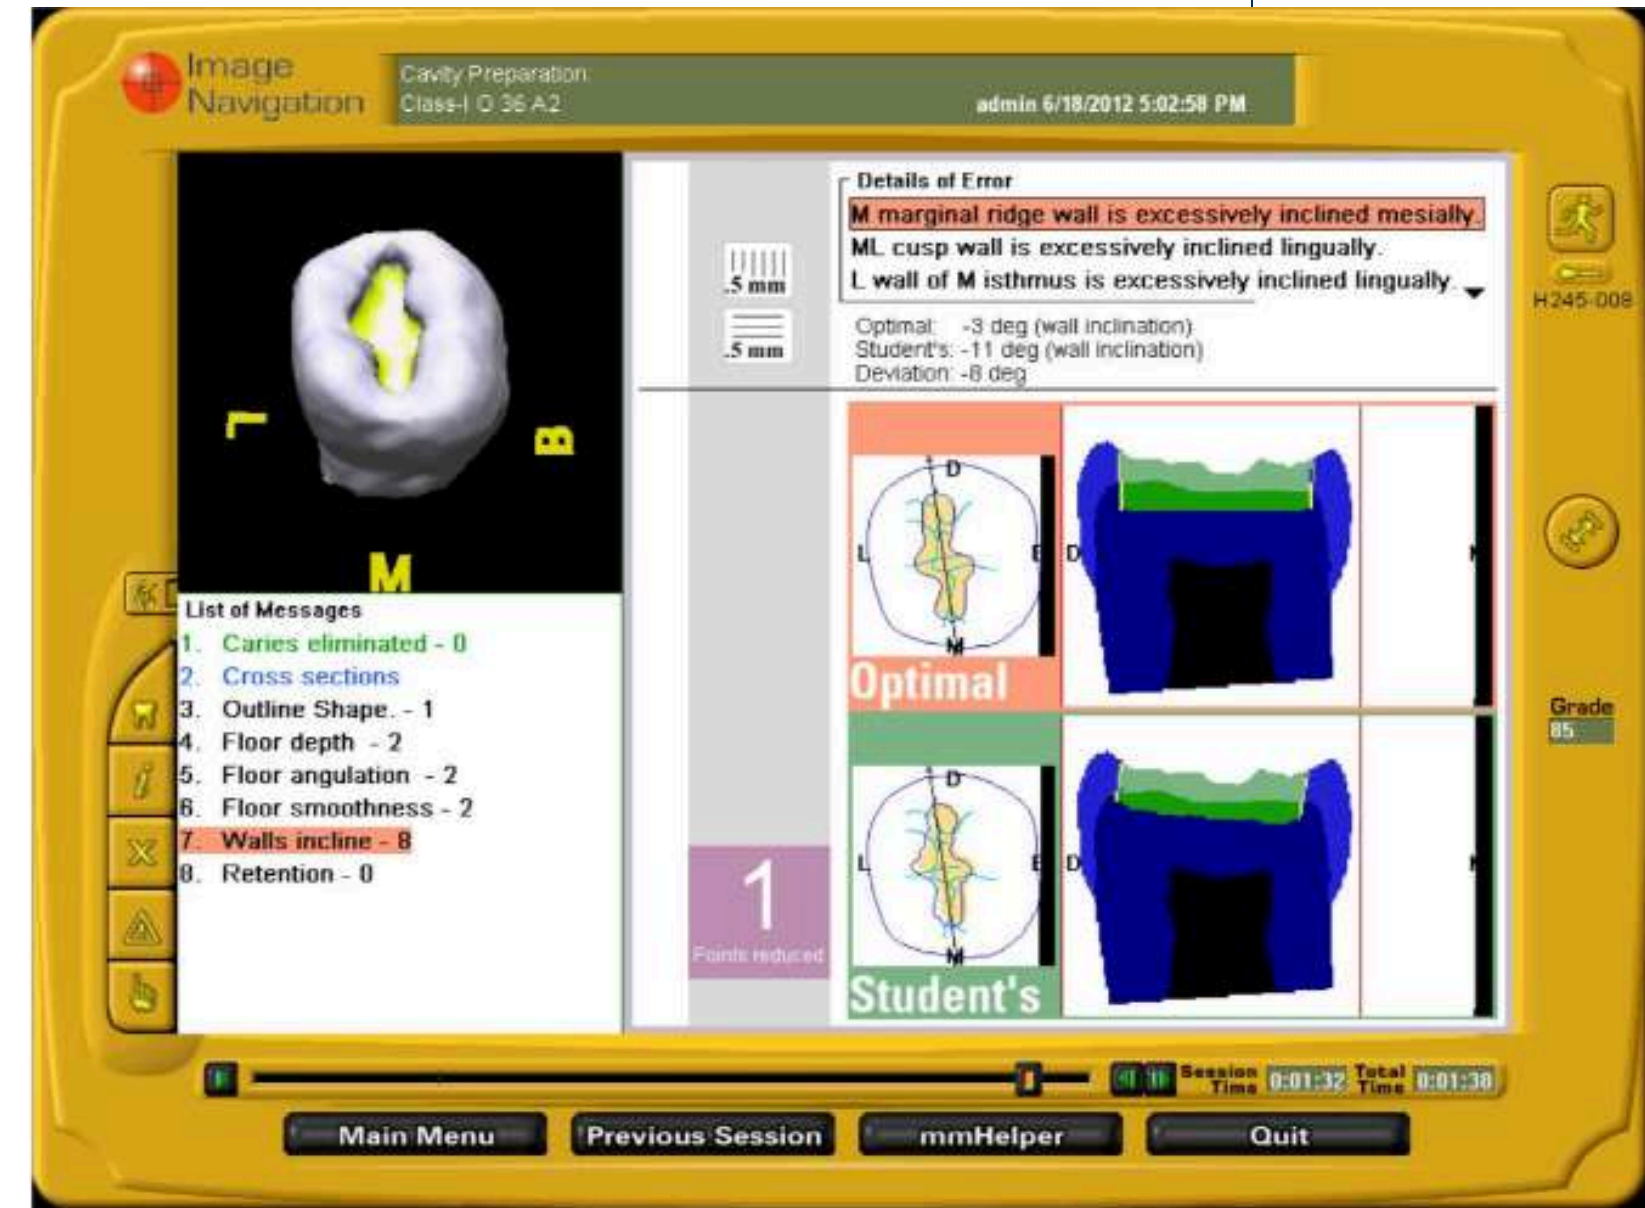 Image
Navigation
Cavity Preparation:
Class-I O 36 A2
admin 6/18/2012 5:02:58 PM
L
B
M
List of Messages
1. Caries eliminated - 0
2. Cross sections
3. Outline Shape. - 1
4. Floor depth - 2
5. Floor angulation - 2
6. Floor smoothness - 2
7. Walls incline - 8
8. Retention - 0
.5 mm
.5 mm
1
Points reduced
Details of Error
M marginal ridge wall is excessively inclined mesially.
ML cusp wall is excessively inclined lingually.
L wall of M isthmus is excessively inclined lingually.
Optimal: -3 deg (wall inclination)
Student's: -11 deg (wall inclination)
Deviation: -8 deg
D
L
M
D
Optimal
D
L
M
D
Student's
H245-008
Grade
85
Session Time 0:01:32 Total Time 0:01:38
Main Menu
Previous Session
mmHelper
Quit